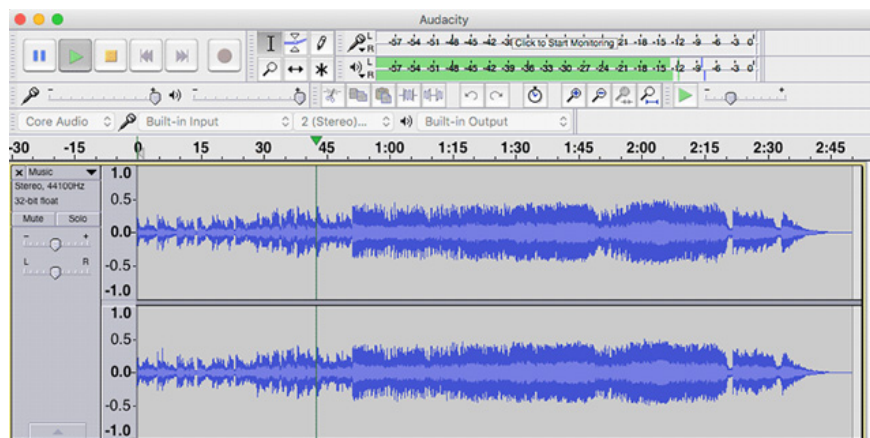 Audacity
L
R
-57 -54 -51 -48 -45 -42 -3 Click to Start Monitoring 21 -18 -15 -12 -9 -6 -3 0
L
R
-57 -54 -51 -48 -45 -42 -39 -36 -33 -30 -27 -24 -21 -18 -15 -12 -9 -6 -3 0
Core Audio Built-in Input 2 (Stereo)... Built-in Output
-30 -15 0 15 30 45 1:00 1:15 1:30 1:45 2:00 2:15 2:30 2:45
x Music
Stereo, 44100Hz
32-bit float
Mute Solo
- +
L R
1.0
0.5-
0.0-
-0.5-
-1.0
1.0
0.5-
0.0-
-0.5-
-1.0